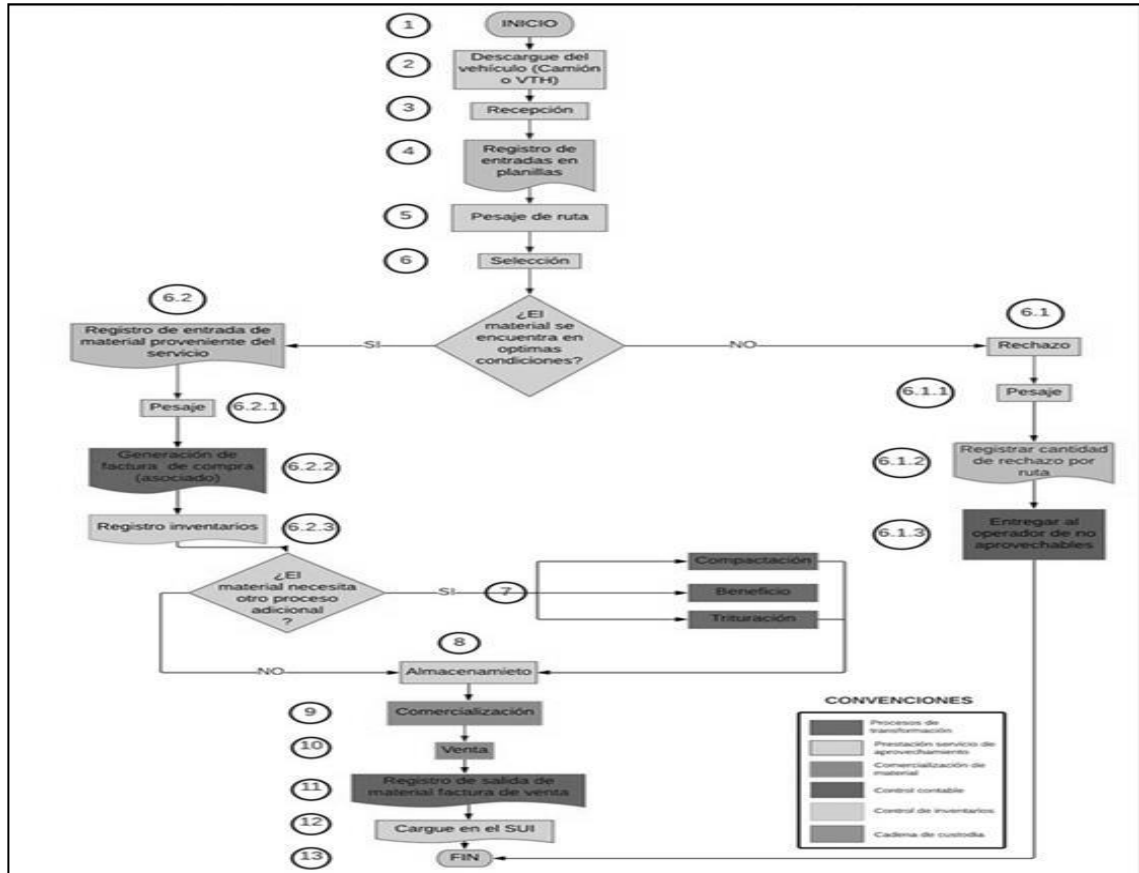 1
INICIO
2
Descargue del
vehículo (Camión
o VTH)
3
Recepción
4
Registro de
entradas en
planillas
5
Pesaje de ruta
6
Selección
¿El
material se
encuentra en
optimas
condiciones?
SI
NO
6.2
Registro de entrada de
material proveniente del
servicio
Pesaje
6.2.1
Generación de
factura de compra
(asociado)
6.2.2
Registro inventarios
6.2.3
6.1
Rechazo
6.1.1
Pesaje
6.1.2
Registrar cantidad
de rechazo por
ruta
6.1.3
Entregar al
operador de no
aprovechables
¿El
material necesita
otro proceso
adicional
?
SI
7
Compactación
Beneficio
Trituración
NO
8
Almacenamieto
9
Comercialización
10
Venta
11
Registro de salida de
material factura de venta
12
Cargue en el SUI
13
FIN
CONVENCIONES
Procesos de
transformación
Prestación servicio de
aprovechamiento
Comercialización de
material
Control contable
Control de inventarios
Cadena de custodia